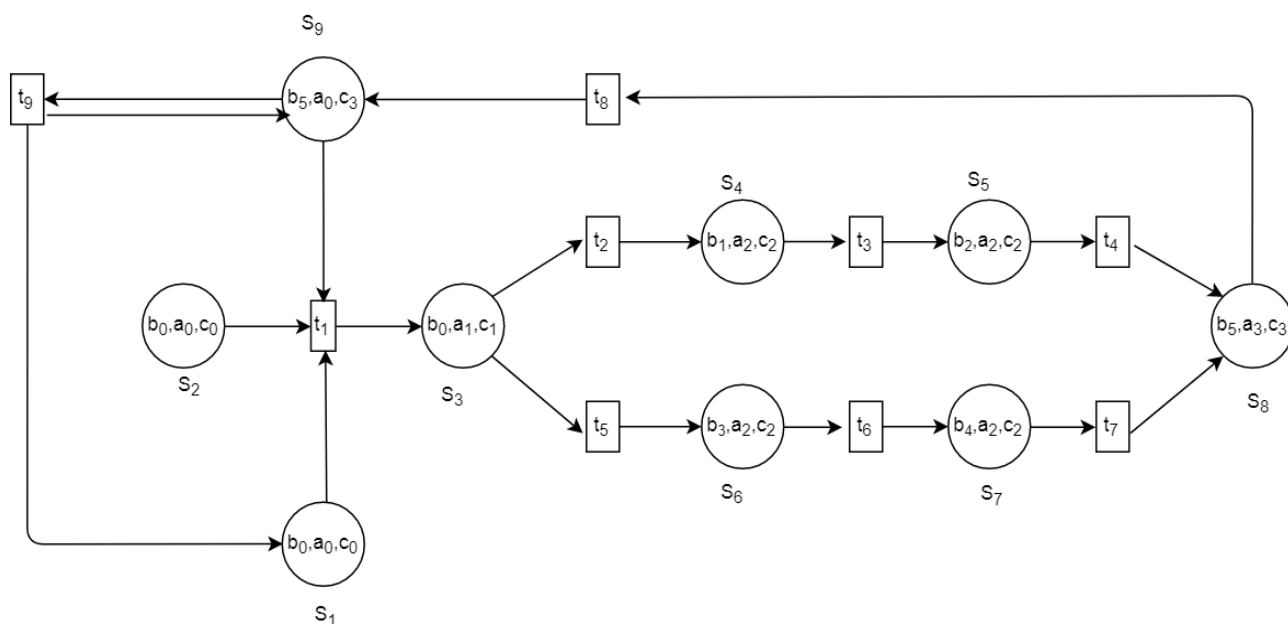 S₉
t₉
b₅,a₀,c₃
t₈
S₄
S₅
t₂
b₁,a₂,c₂
t₃
b₂,a₂,c₂
t₄
b₀,a₀,c₀
t₁
b₀,a₁,c₁
b₅,a₃,c₃
S₂
S₃
S₈
t₅
b₃,a₂,c₂
t₆
b₄,a₂,c₂
t₇
S₆
S₇
b₀,a₀,c₀
S₁